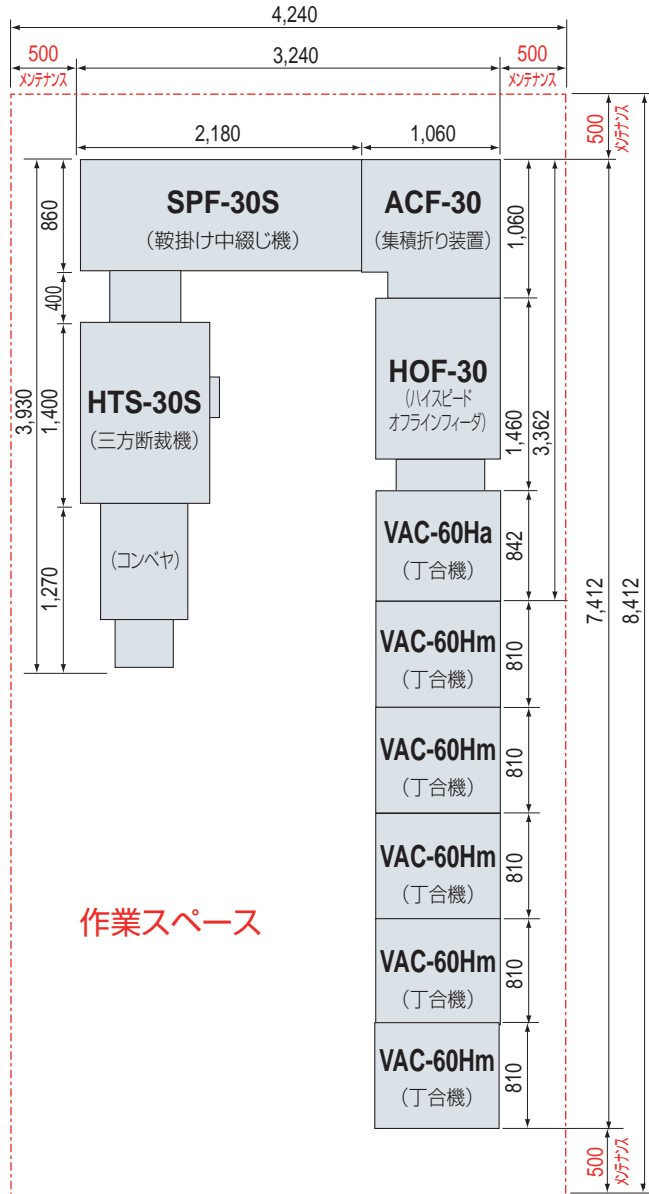 4,240
500
メンテナンス
3,240
500
メンテナンス
2,180
1,060
500
メンテナンス
SPF-30S
（鞍掛け中綴じ機）
ACF-30
（集積折り装置）
860
1,060
400
HTS-30S
（三方断裁機）
HOF-30
（ハイスピード
オフラインフィーダ）
3,930
1,400
1,460
3,362
（コンベヤ）
1,270
VAC-60Ha
（丁合機）
842
7,412
8,412
VAC-60Hm
（丁合機）
810
VAC-60Hm
（丁合機）
810
VAC-60Hm
（丁合機）
810
作業スペース
VAC-60Hm
（丁合機）
810
VAC-60Hm
（丁合機）
810
500
メンテナンス